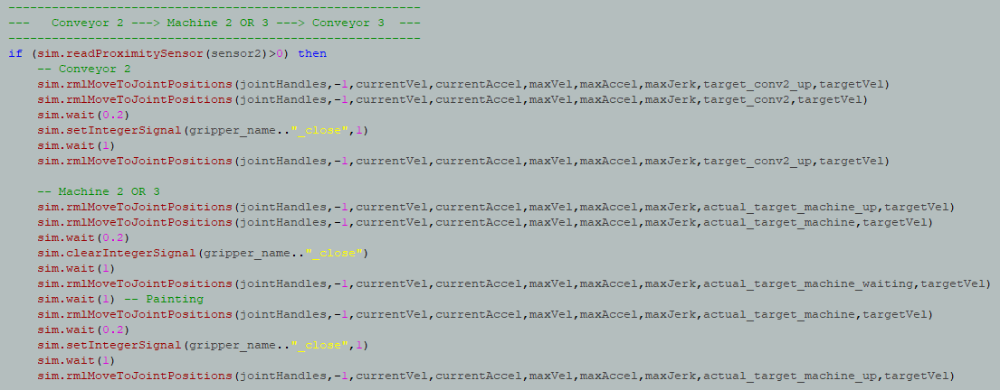 ---------------------------------------------------------
---   Conveyor 2 ---> Machine 2 OR 3 ---> Conveyor 3  ---
---------------------------------------------------------
if (sim.readProximitySensor(sensor2)>0) then
    -- Conveyor 2
    sim.rmlMoveToJointPositions(jointHandles,-1,currentVel,currentAccel,maxVel,maxAccel,maxJerk,target_conv2_up,targetVel)
    sim.rmlMoveToJointPositions(jointHandles,-1,currentVel,currentAccel,maxVel,maxAccel,maxJerk,target_conv2,targetVel)
    sim.wait(0.2)
    sim.setIntegerSignal(gripper_name.."_close",1)
    sim.wait(1)
    sim.rmlMoveToJointPositions(jointHandles,-1,currentVel,currentAccel,maxVel,maxAccel,maxJerk,target_conv2_up,targetVel)

    -- Machine 2 OR 3
    sim.rmlMoveToJointPositions(jointHandles,-1,currentVel,currentAccel,maxVel,maxAccel,maxJerk,actual_target_machine_up,targetVel)
    sim.rmlMoveToJointPositions(jointHandles,-1,currentVel,currentAccel,maxVel,maxAccel,maxJerk,actual_target_machine,targetVel)
    sim.wait(0.2)
    sim.clearIntegerSignal(gripper_name.."_close")
    sim.wait(1)
    sim.rmlMoveToJointPositions(jointHandles,-1,currentVel,currentAccel,maxVel,maxAccel,maxJerk,actual_target_machine_waiting,targetVel)
    sim.wait(1) -- Painting
    sim.rmlMoveToJointPositions(jointHandles,-1,currentVel,currentAccel,maxVel,maxAccel,maxJerk,actual_target_machine,targetVel)
    sim.wait(0.2)
    sim.setIntegerSignal(gripper_name.."_close",1)
    sim.wait(1)
    sim.rmlMoveToJointPositions(jointHandles,-1,currentVel,currentAccel,maxVel,maxAccel,maxJerk,actual_target_machine_up,targetVel)